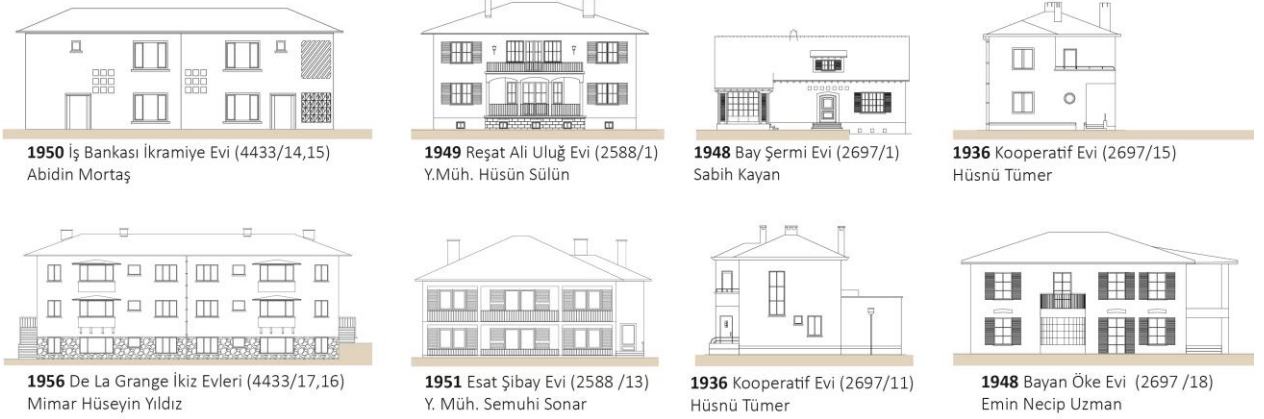 1950 İş Bankası İkramiye Evi (4433/14,15)
Abidin Mortaş
1949 Reşat Ali Uluğ Evi (2588/1)
Y.Müh. Hüsün Sülün
1948 Bay Şermi Evi (2697/1)
Sabih Kayan
1936 Kooperatif Evi (2697/15)
Hüsnü Tümer
1956 De La Grange İkiz Evleri (4433/17,16)
Mimar Hüseyin Yıldız
1951 Esat Şibay Evi (2588 /13)
Y. Müh. Semuhi Sonar
1936 Kooperatif Evi (2697/11)
Hüsnü Tümer
1948 Bayan Öke Evi (2697 /18)
Emin Necip Uzman